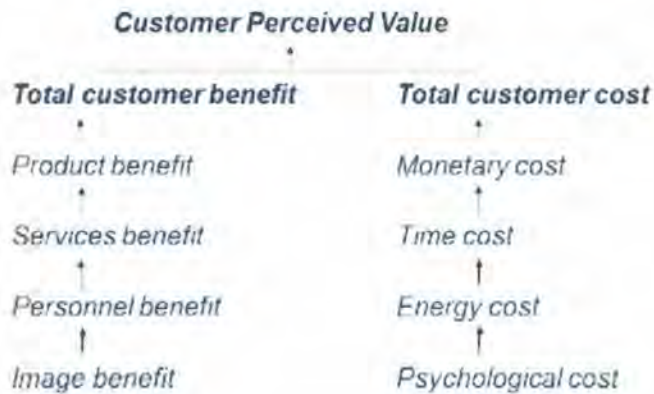 Customer Perceived Value
Total customer benefit Total customer cost
Product benefit Monetary cost
Services benefit Time cost
Personnel benefit Energy cost
Image benefit Psychological cost